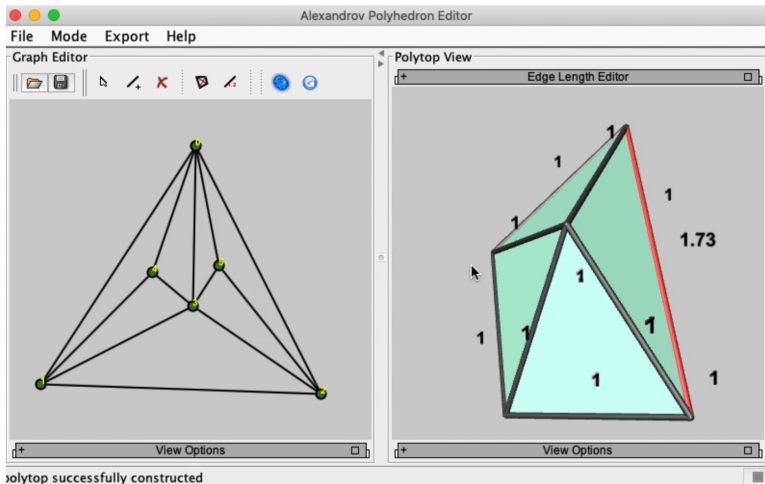 Alexandrov Polyhedron Editor
File Mode Export Help
Graph Editor
Polytop View
Edge Length Editor
1
1
1
1
1.73
1
1
1
1
1
1
View Options
View Options
polytop successfully constructed